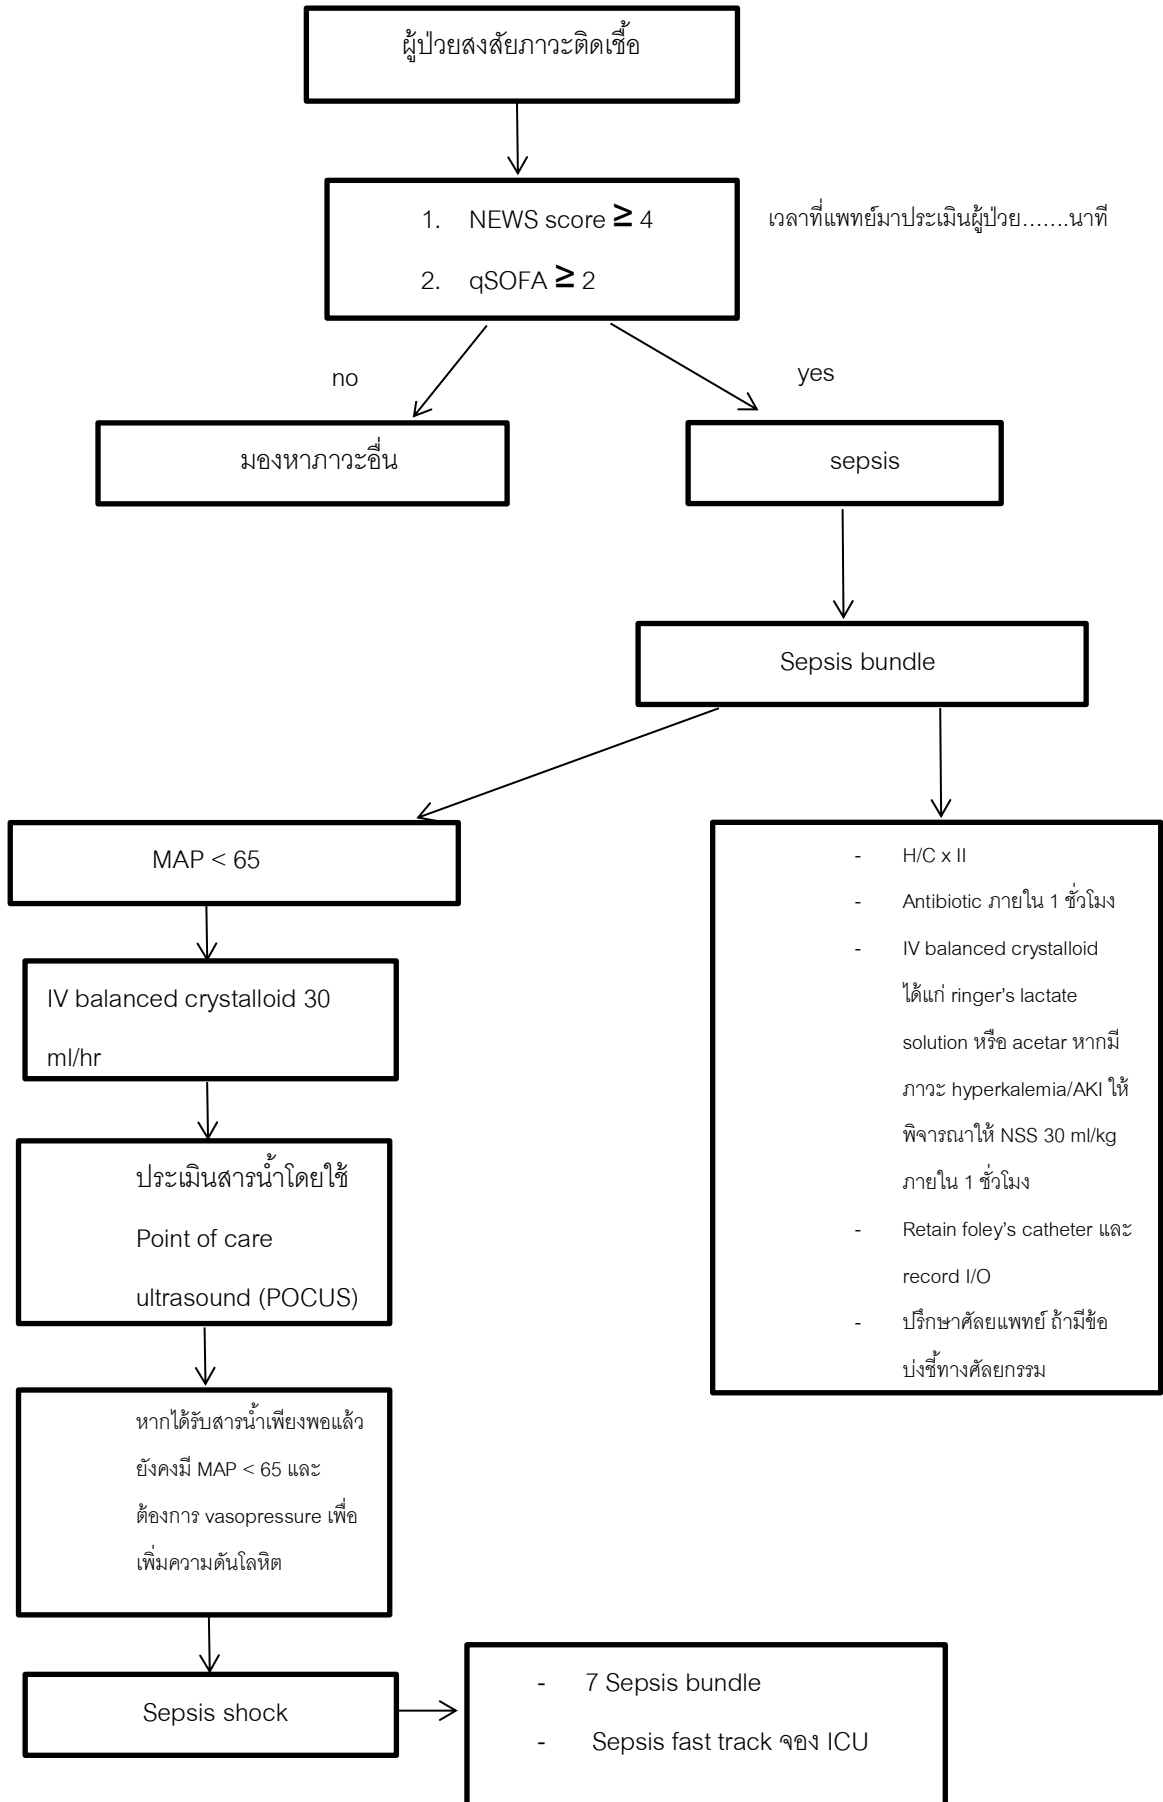 ผู้ป่วยสงสัยภาวะติดเชื้อ
1. NEWS score ≥ 4
2. qSOFA ≥ 2
เวลาที่แพทย์มาประเมินผู้ป่วย.......นาที
no
yes
มองหาภาวะอื่น
sepsis
Sepsis bundle
MAP < 65
IV balanced crystalloid 30
ml/hr
ประเมินสารน้ำโดยใช้
Point of care
ultrasound (POCUS)
หากได้รับสารน้ำเพียงพอแล้ว
ยังคงมี MAP < 65 และ
ต้องการ vasopressure เพื่อ
เพิ่มความดันโลหิต
Sepsis shock
- H/C x II
- Antibiotic ภายใน 1 ชั่วโมง
- IV balanced crystalloid
ได้แก่ ringer's lactate
solution หรือ acetar หากมี
ภาวะ hyperkalemia/AKI ให้
พิจารณาให้ NSS 30 ml/kg
ภายใน 1 ชั่วโมง
- Retain foley's catheter และ
record I/O
- ปรึกษาศัลยแพทย์ ถ้ามีข้อ
บ่งชี้ทางศัลยกรรม
- 7 Sepsis bundle
- Sepsis fast track จอง ICU